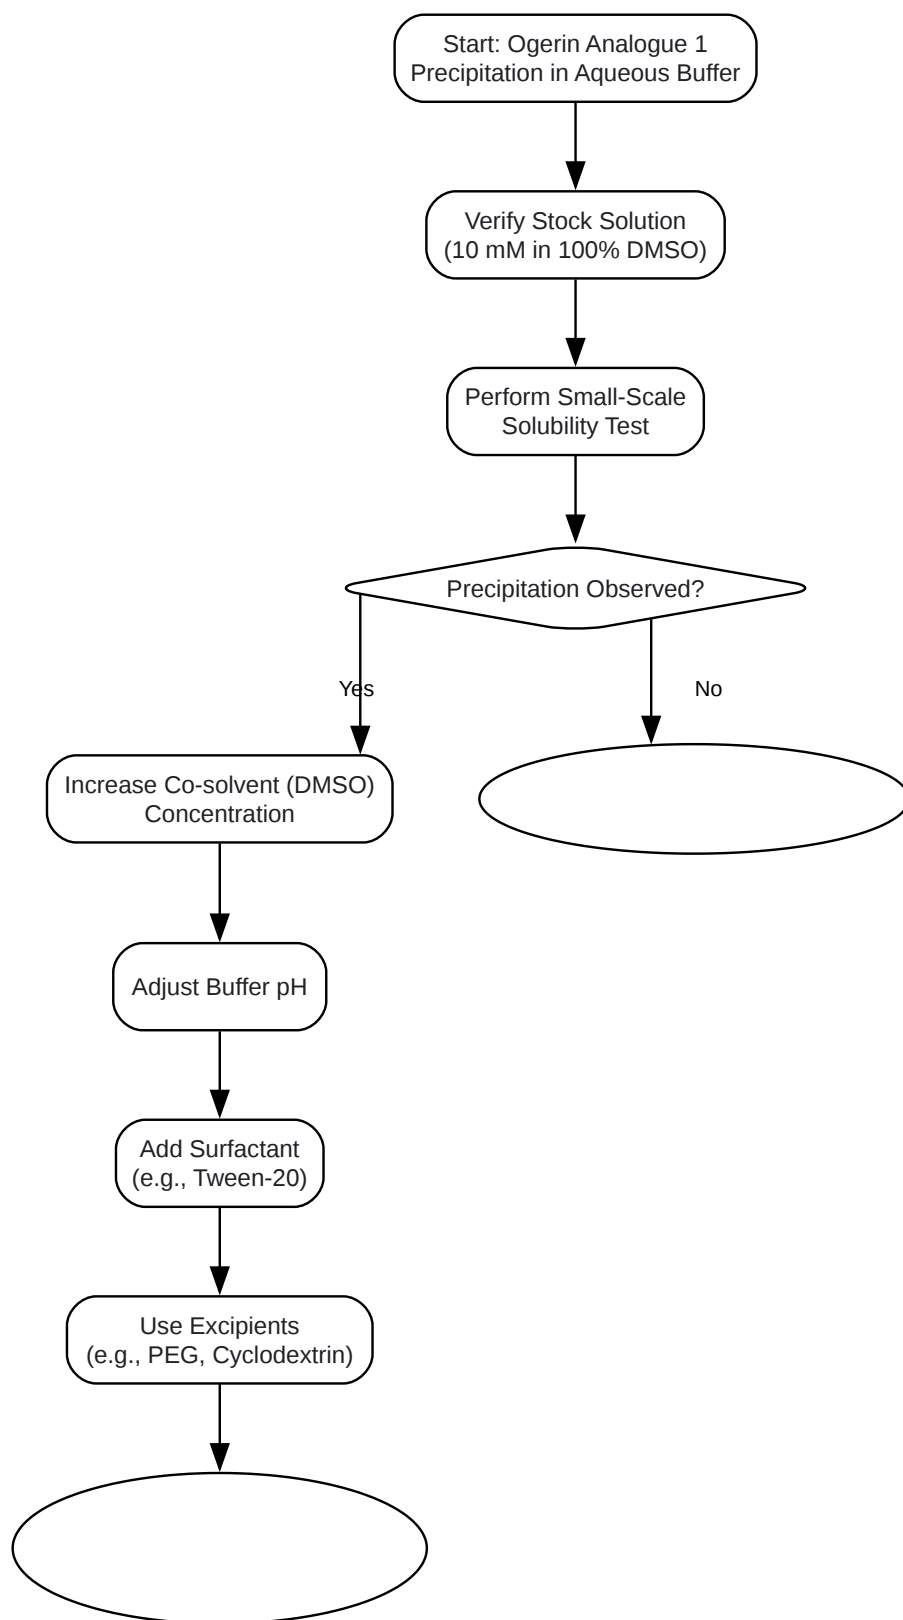 Start: Ogerin Analogue 1
Precipitation in Aqueous Buffer
Verify Stock Solution
(10 mM in 100% DMSO)
Perform Small-Scale
Solubility Test
Precipitation Observed?
Yes
No
Increase Co-solvent (DMSO)
Concentration
Adjust Buffer pH
Add Surfactant
(e.g., Tween-20)
Use Excipients
(e.g., PEG, Cyclodextrin)